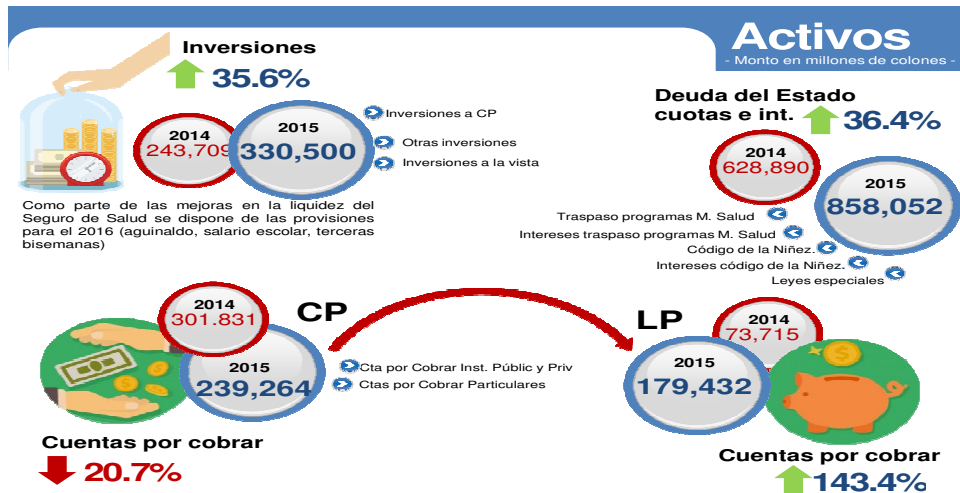 Activos
- Monto en millones de colones -
Inversiones
35.6%
2014
243,709
2015
330,500
Inversiones a CP
Otras inversiones
Inversiones a la vista
Como parte de las mejoras en la liquidez del
Seguro de Salud se dispone de las provisiones
para el 2016 (aguinaldo, salario escolar, terceras
bisemanas)
Deuda del Estado
cuotas e int.
36.4%
2014
628,890
2015
858,052
Traspaso programas M. Salud
Intereses traspaso programas M. Salud
Código de la Niñez.
Intereses código de la Niñez.
Leyes especiales
2014
301.831
CP
2015
239,264
Cta por Cobrar Inst. Públic y Priv
Ctas por Cobrar Particulares
Cuentas por cobrar
20.7%
LP
2014
73,715
2015
179,432
Cuentas por cobrar
143.4%